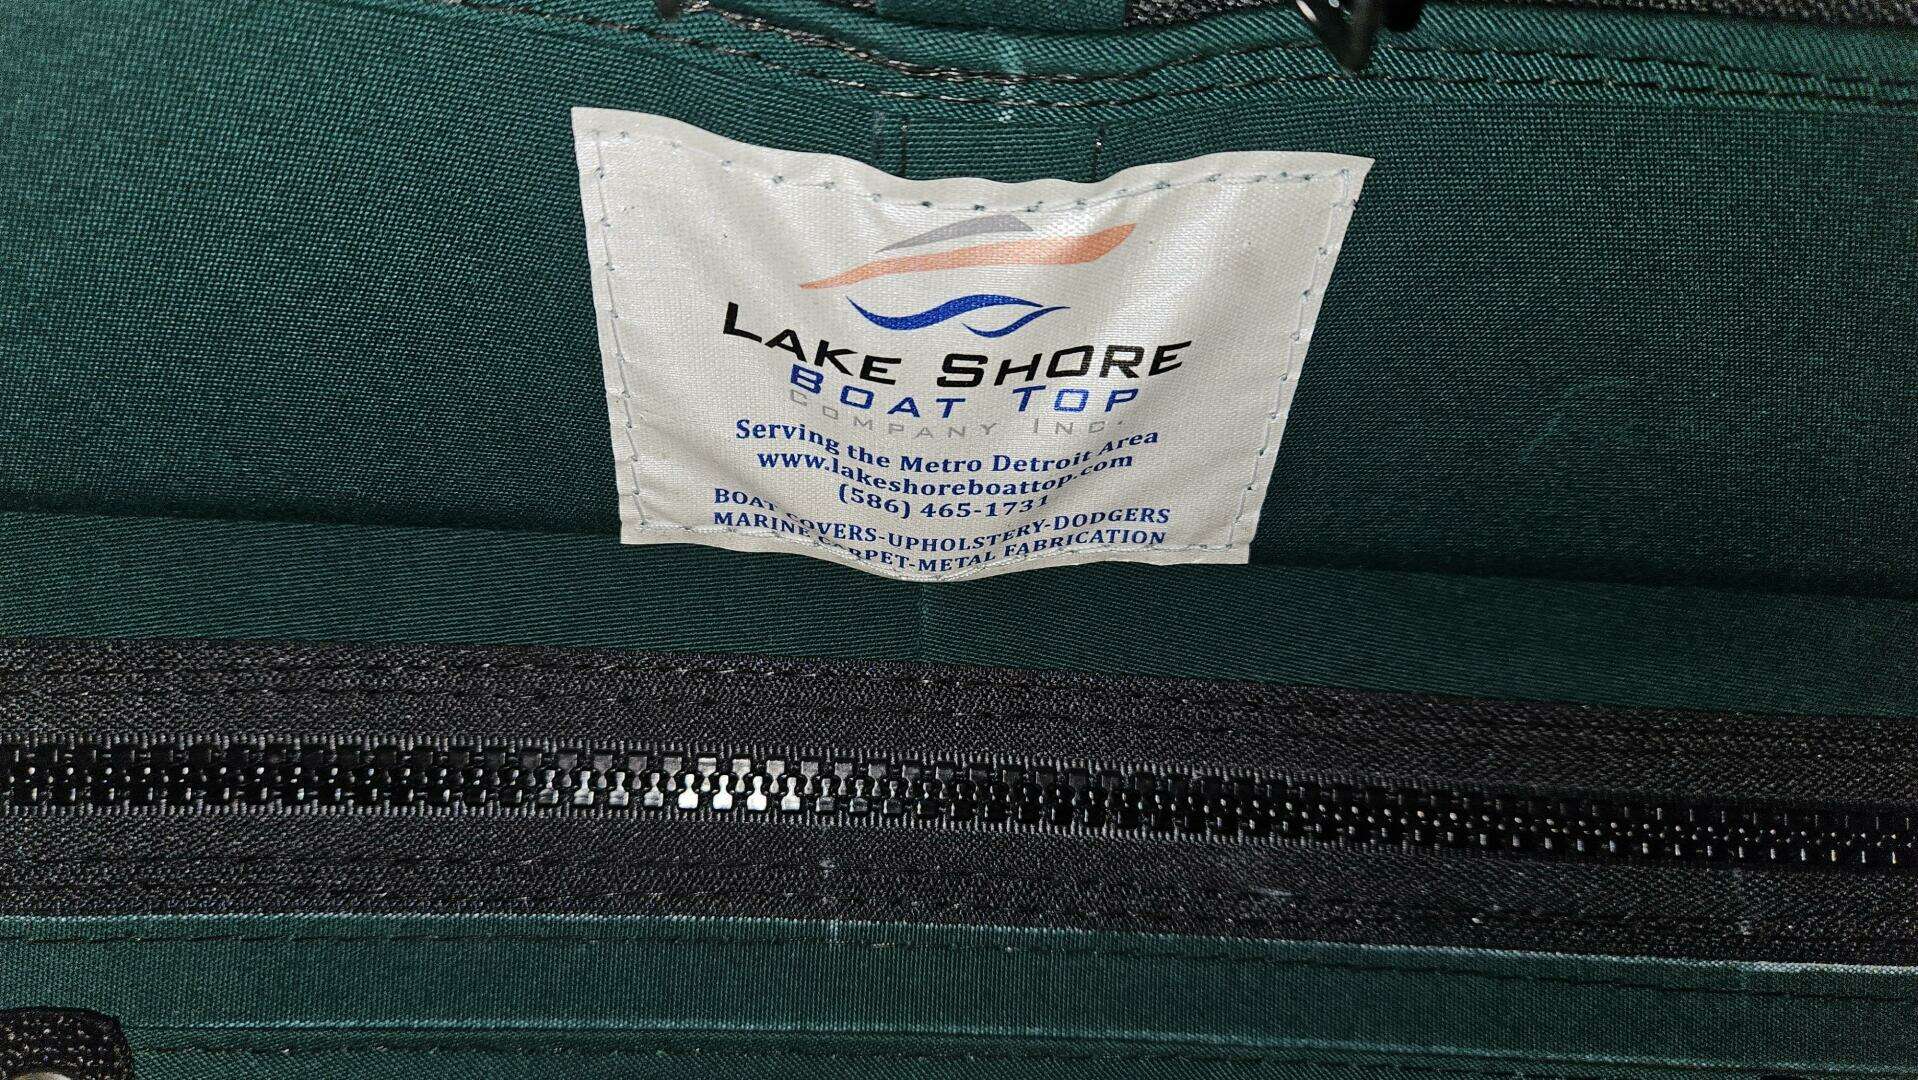 LAKE SHORE
BOAT TOP
COMPANY INC.
Serving the Metro Detroit Area
www.lakeshoreboattop.com
(586) 465-1731
BOAT COVERS-UPHOLSTERY-DODGERS
MARINE CARPET-METAL FABRICATION